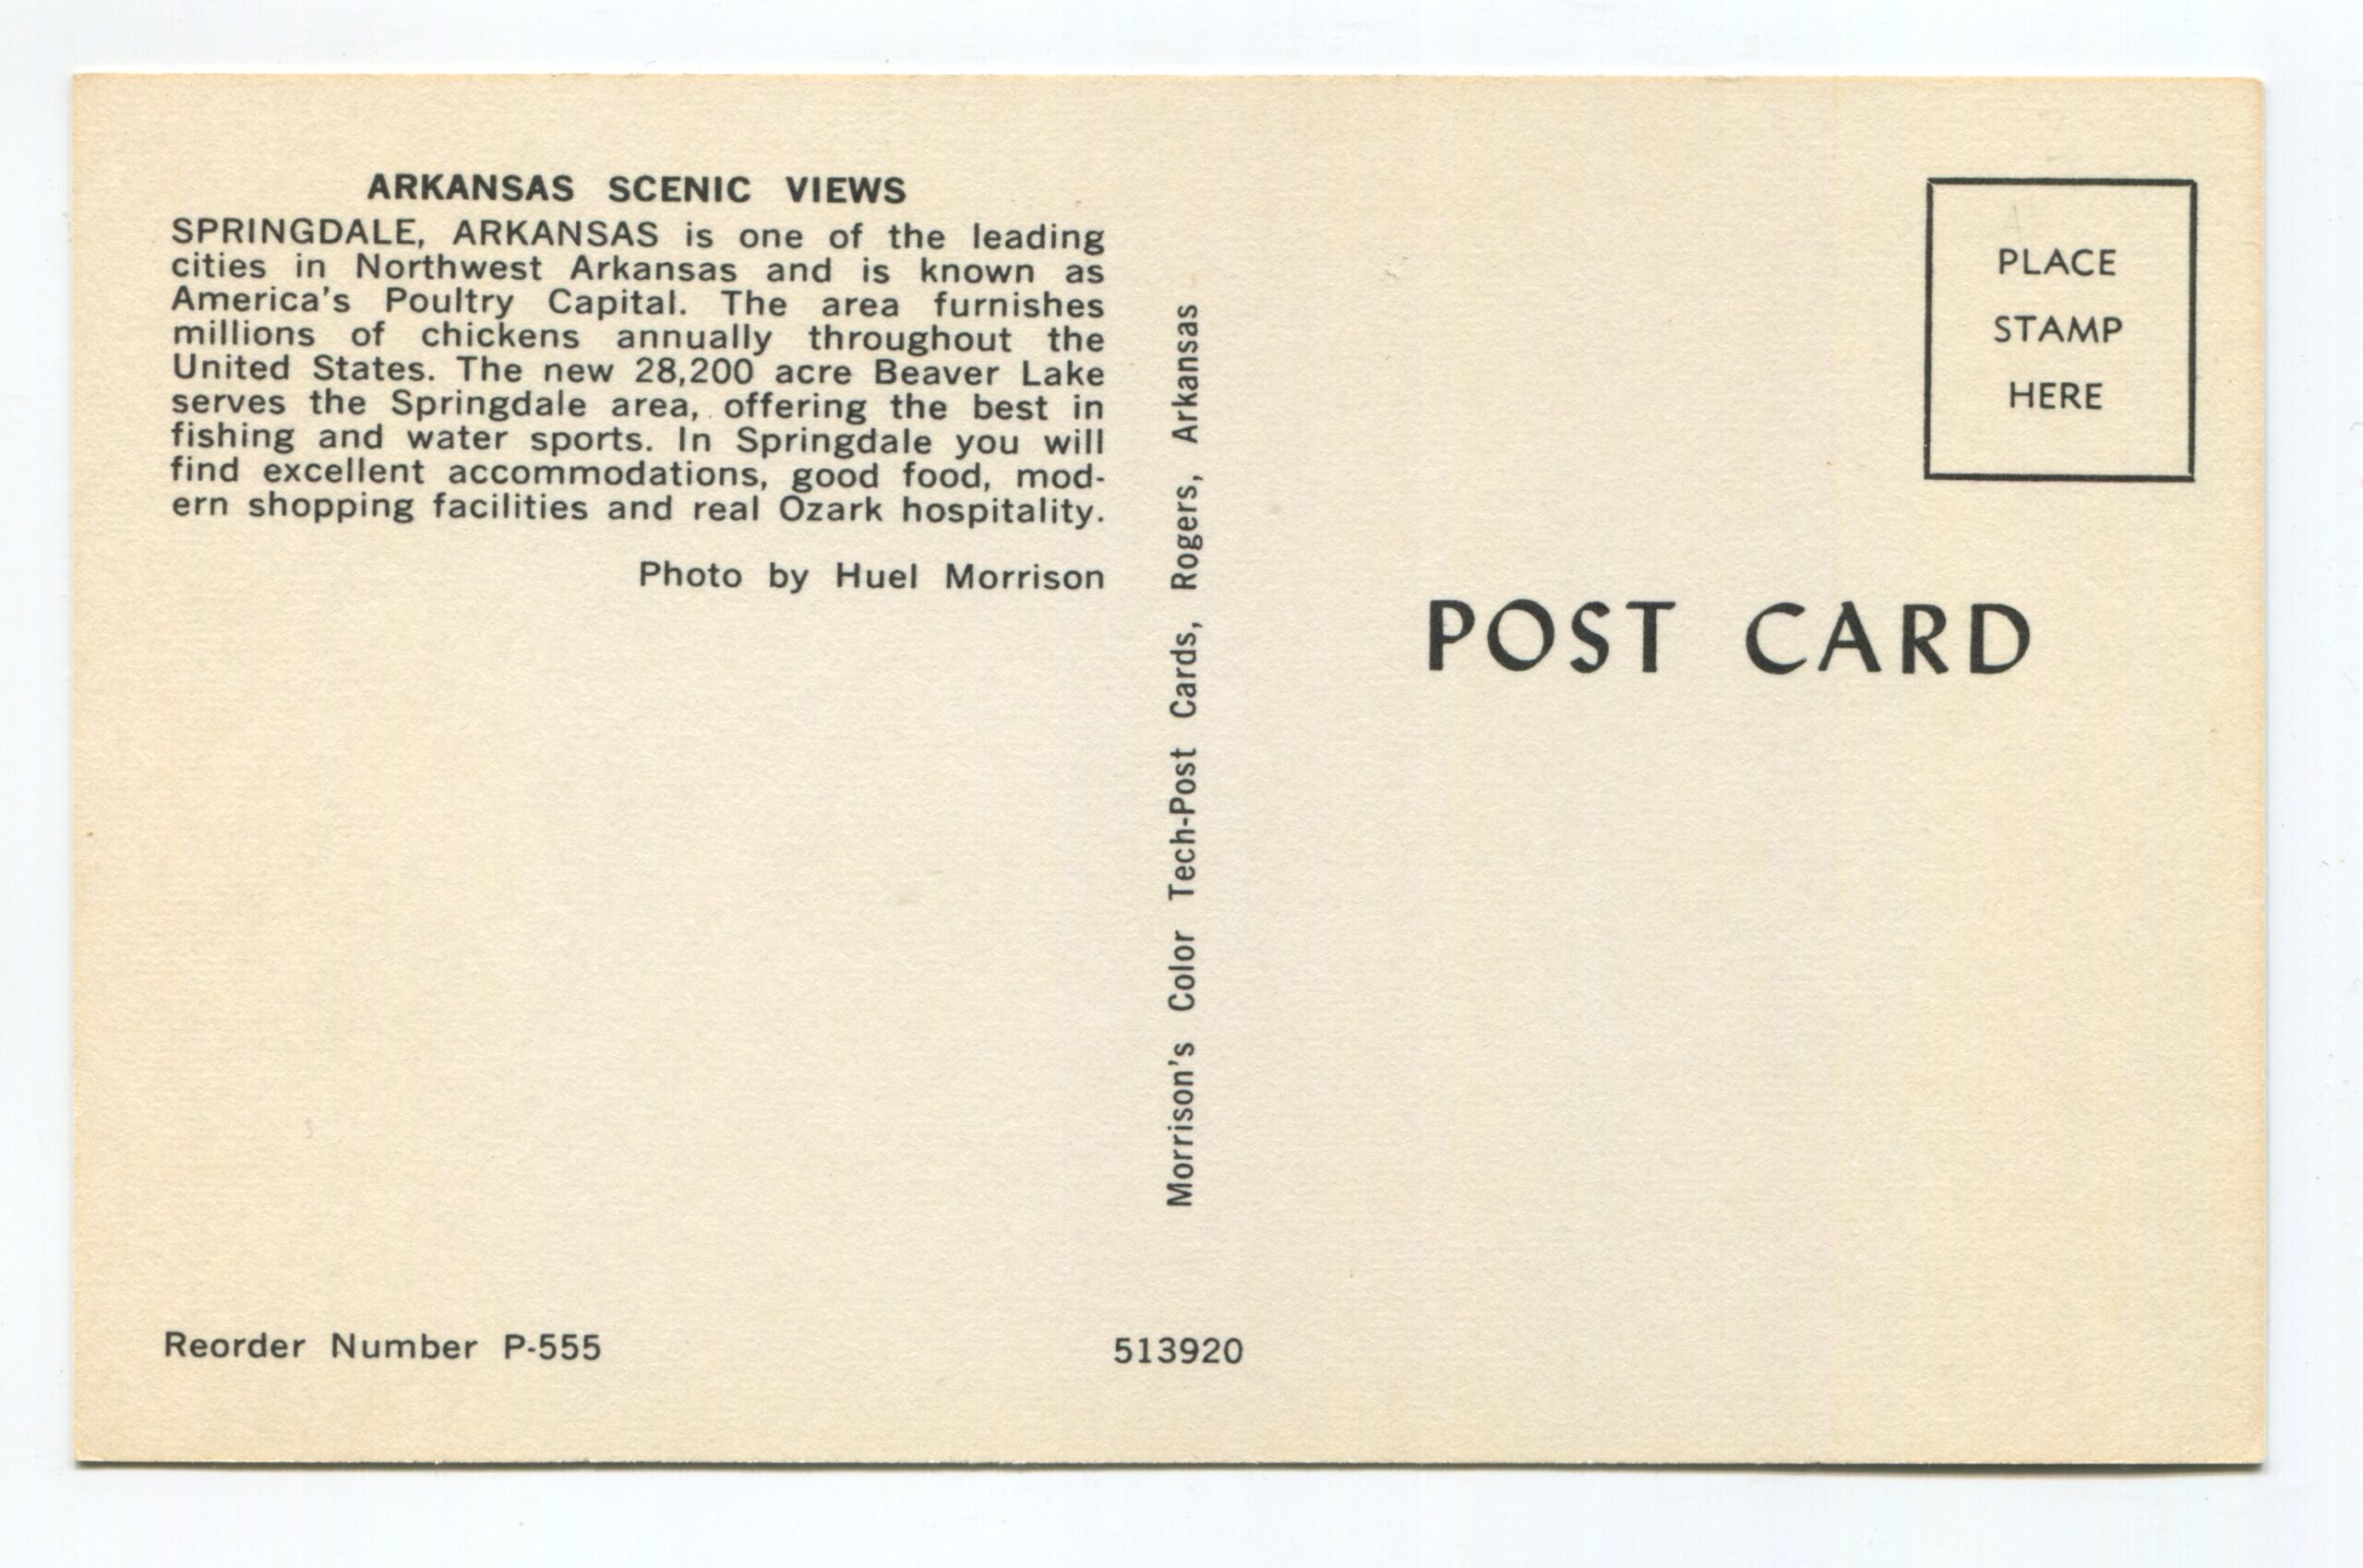 ARKANSAS SCENIC VIEWS
SPRINGDALE, ARKANSAS is one of the leading
cities in Northwest Arkansas and is known as
America's Poultry Capital. The area furnishes
millions of chickens annually throughout the
United States. The new 28,200 acre Beaver Lake
serves the Springdale area, offering the best in
fishing and water sports. In Springdale you will
find excellent accommodations, good food, mod-
ern shopping facilities and real Ozark hospitality.
Photo by Huel Morrison
Reorder Number P-555
Morrison's Color Tech-Post Cards, Rogers, Arkansas
513920
PLACE
STAMP
HERE
POST CARD